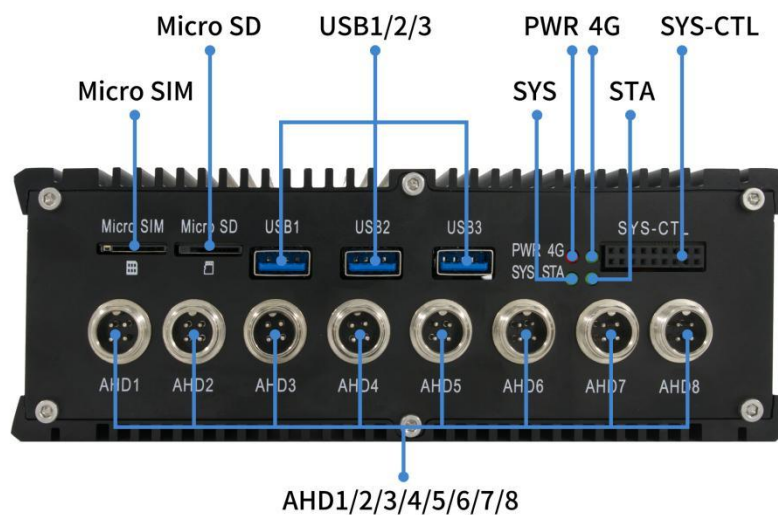 Micro SD USB1/2/3 PWR 4G SYS-CTL
Micro SIM SYS STA
Micro SIM Micro SD USB1 USB2 USB3 SYS-CTL
PWR 4G
SYS STA
AHD1 AHD2 AHD3 AHD4 AHD5 AHD6 AHD7 AHD8
AHD1/2/3/4/5/6/7/8